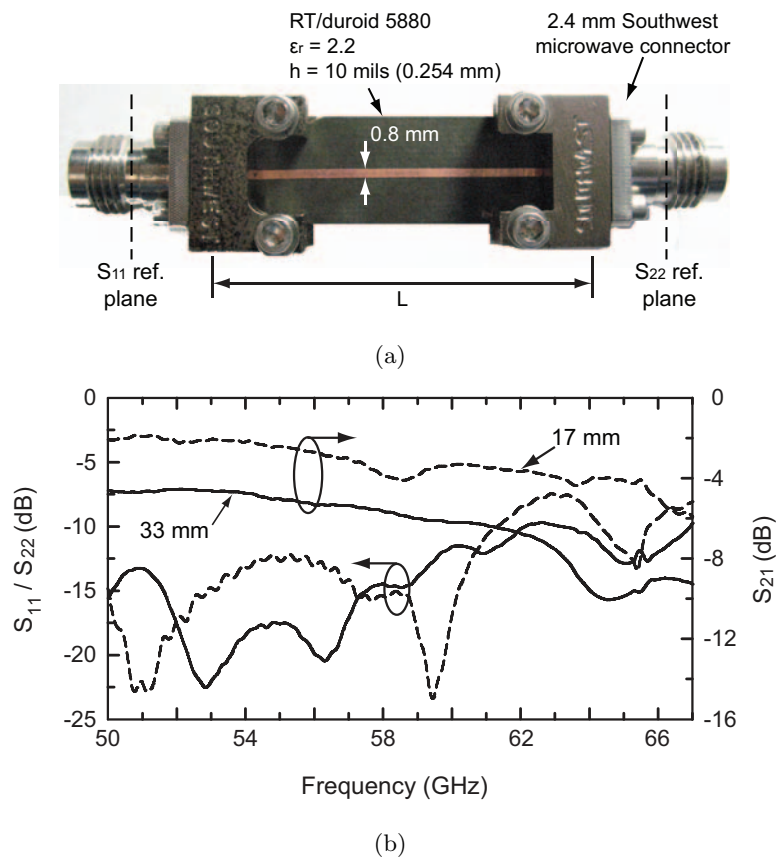 RT/duroid 5880
εr = 2.2
h = 10 mils (0.254 mm)
2.4 mm Southwest
microwave connector
0.8 mm
SOUTHWEST
SOUTHWEST
S11 ref.
plane
L
S22 ref.
plane
(a)
0
-5
-10
-15
-20
-25
S11 / S22 (dB)
0
-4
-8
-12
-16
S21 (dB)
17 mm
33 mm
50
54
58
62
66
Frequency (GHz)
(b)